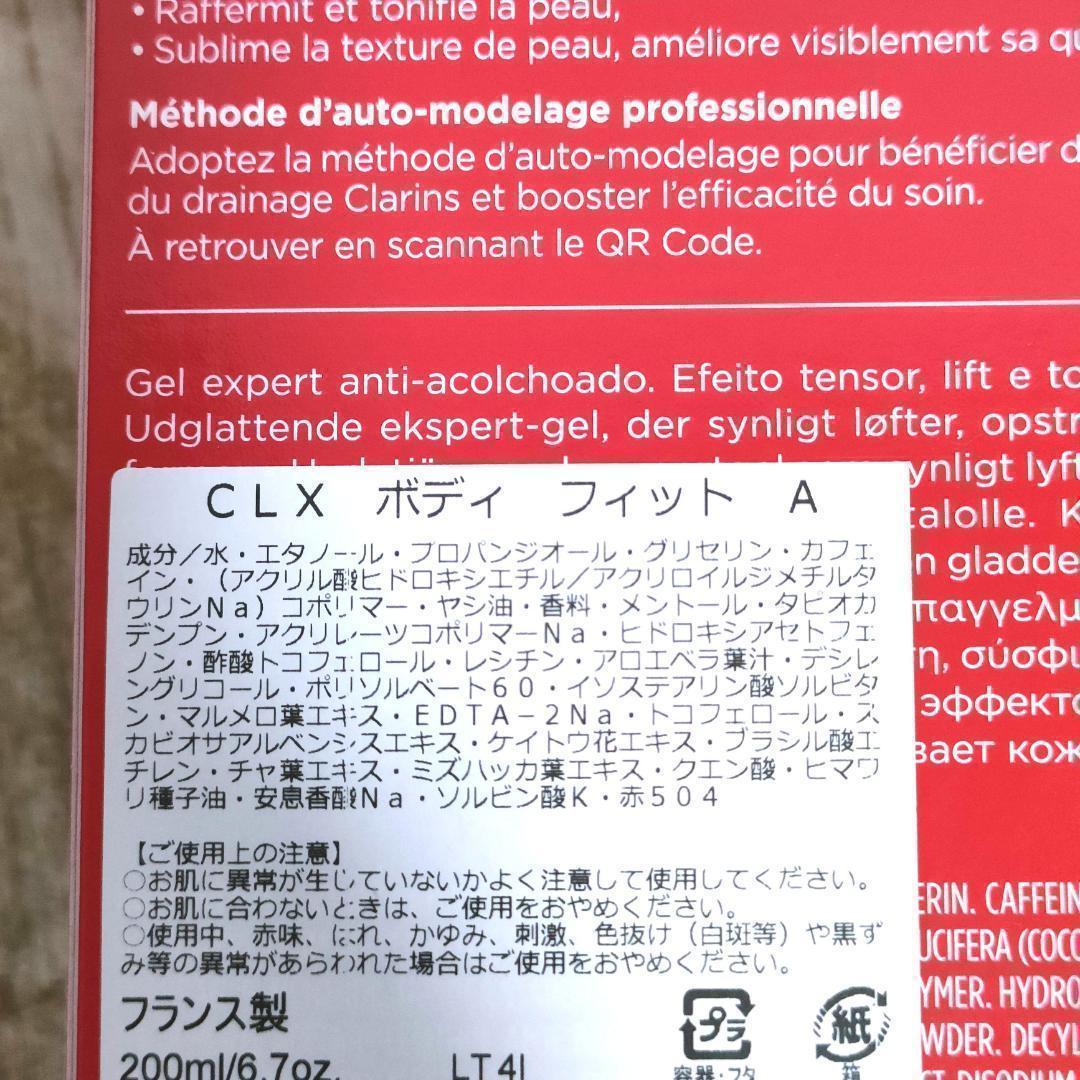 • Raffermit et tonifie la peau,
• Sublime la texture de peau, améliore visiblement sa
Méthode d'auto-modelage professionnelle
Adoptez la méthode d'auto-modelage pour bénéficier
du drainage Clarins et booster l'efficacité du soin.
À retrouver en scannant le QR Code.
Gel expert anti-acolchoado. Efeito tensor, lift e
Udglattende ekspert-gel, der synligt løfter,
CLX ボディ フィット A
成分／水・エタノール・プロパンジオール・グリセリン・カフェ
イン・（アクリル酸ヒドロキシエチル／アクリロイルジメチルタ
ウリンNa）コポリマー・ヤシ油・香料・メントール・タピオカ
デンプン・アクリレーツコポリマーNa・ヒドロキシアセトフェ
ノン・酢酸トコフェロール・レシチン・アロエベラ葉汁・デシレ
ングリコール・ポリソルベート60・イソステアリン酸ソルビタ
ン・マルメロ葉エキス・EDTA−2Na・トコフェロール・ス
カビオサアルベンシスエキス・ケイトウ花エキス・ブラシル酸エ
チレン・チャ葉エキス・ミズハッカ葉エキス・クエン酸・ヒマワ
リ種子油・安息香酸Na・ソルビン酸K・赤504
【ご使用上の注意】
○お肌に異常が生じていないかよく注意して使用してください。
○お肌に合わないときは、ご使用をおやめください。
○使用中、赤味、はれ、かゆみ、刺激、色抜け（白斑等）や黒ず
み等の異常があらわれた場合はご使用をおやめください。
フランス製
200ml/6.7oz. LT41
プラ
容器・フタ
紙
箱
gladde
σύσφι
эффект
CAFFEIN
(COCO
HYDRO
DECYL